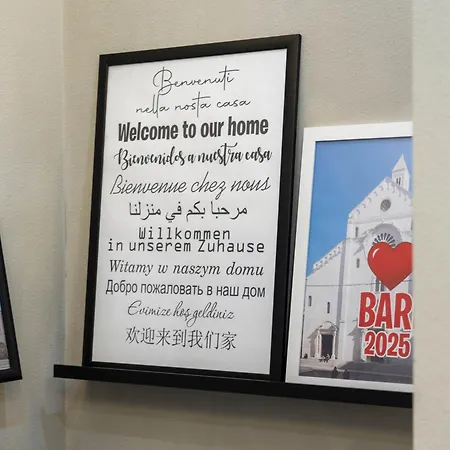 Benvenuti
nella nosta casa
Welcome to our home
Bienvenidos a nuestra casa
Bienvenue chez nous
مرحبا بكم في منزلنا
Willkommen
in unserem Zuhause
Witamy w naszym domu
Добро пожаловать в наш дом
Evimize hoş geldiniz
欢迎来到我们家
BARI
2025